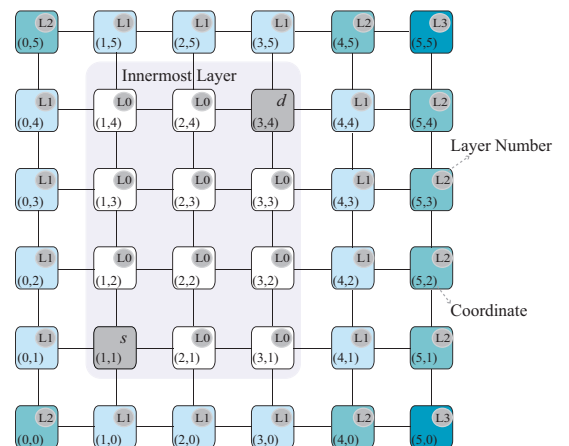 L2 L1 L1 L1 L2 L3
(0,5) (1,5) (2,5) (3,5) (4,5) (5,5)
Innermost Layer
L1 L0 L0 d L1 L2
(0,4) (1,4) (2,4) (3,4) (4,4) (5,4)
Layer Number
L1 L0 L0 L0 L1 L2
(0,3) (1,3) (2,3) (3,3) (4,3) (5,3)
L1 L0 L0 L0 L1 L2
(0,2) (1,2) (2,2) (3,2) (4,2) (5,2)
Coordinate
L1 s L0 L0 L1 L2
(0,1) (1,1) (2,1) (3,1) (4,1) (5,1)
L2 L1 L1 L1 L2 L3
(0,0) (1,0) (2,0) (3,0) (4,0) (5,0)